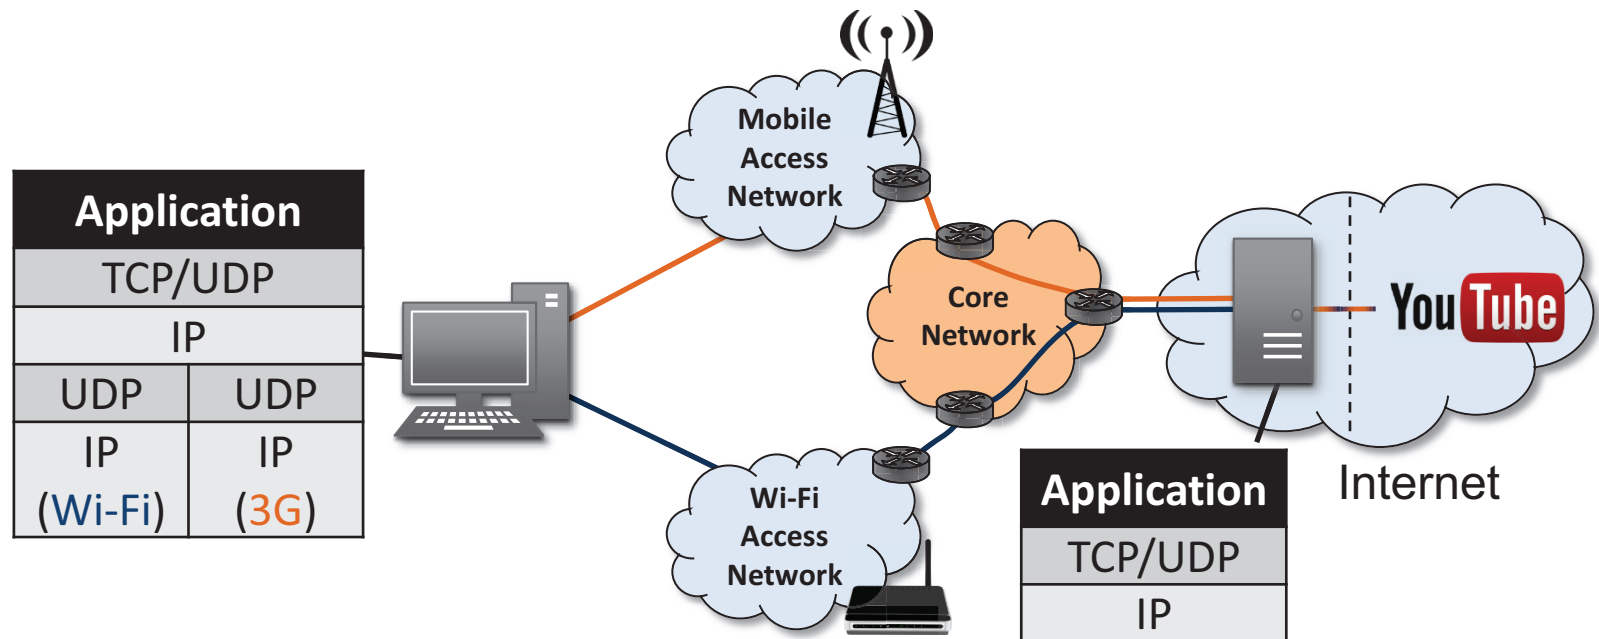 Application
TCP/UDP
IP
UDP UDP
IP IP
(Wi-Fi) (3G)
Mobile
Access
Network
Core
Network
Wi-Fi
Access
Network
YouTube
Internet
Application
TCP/UDP
IP